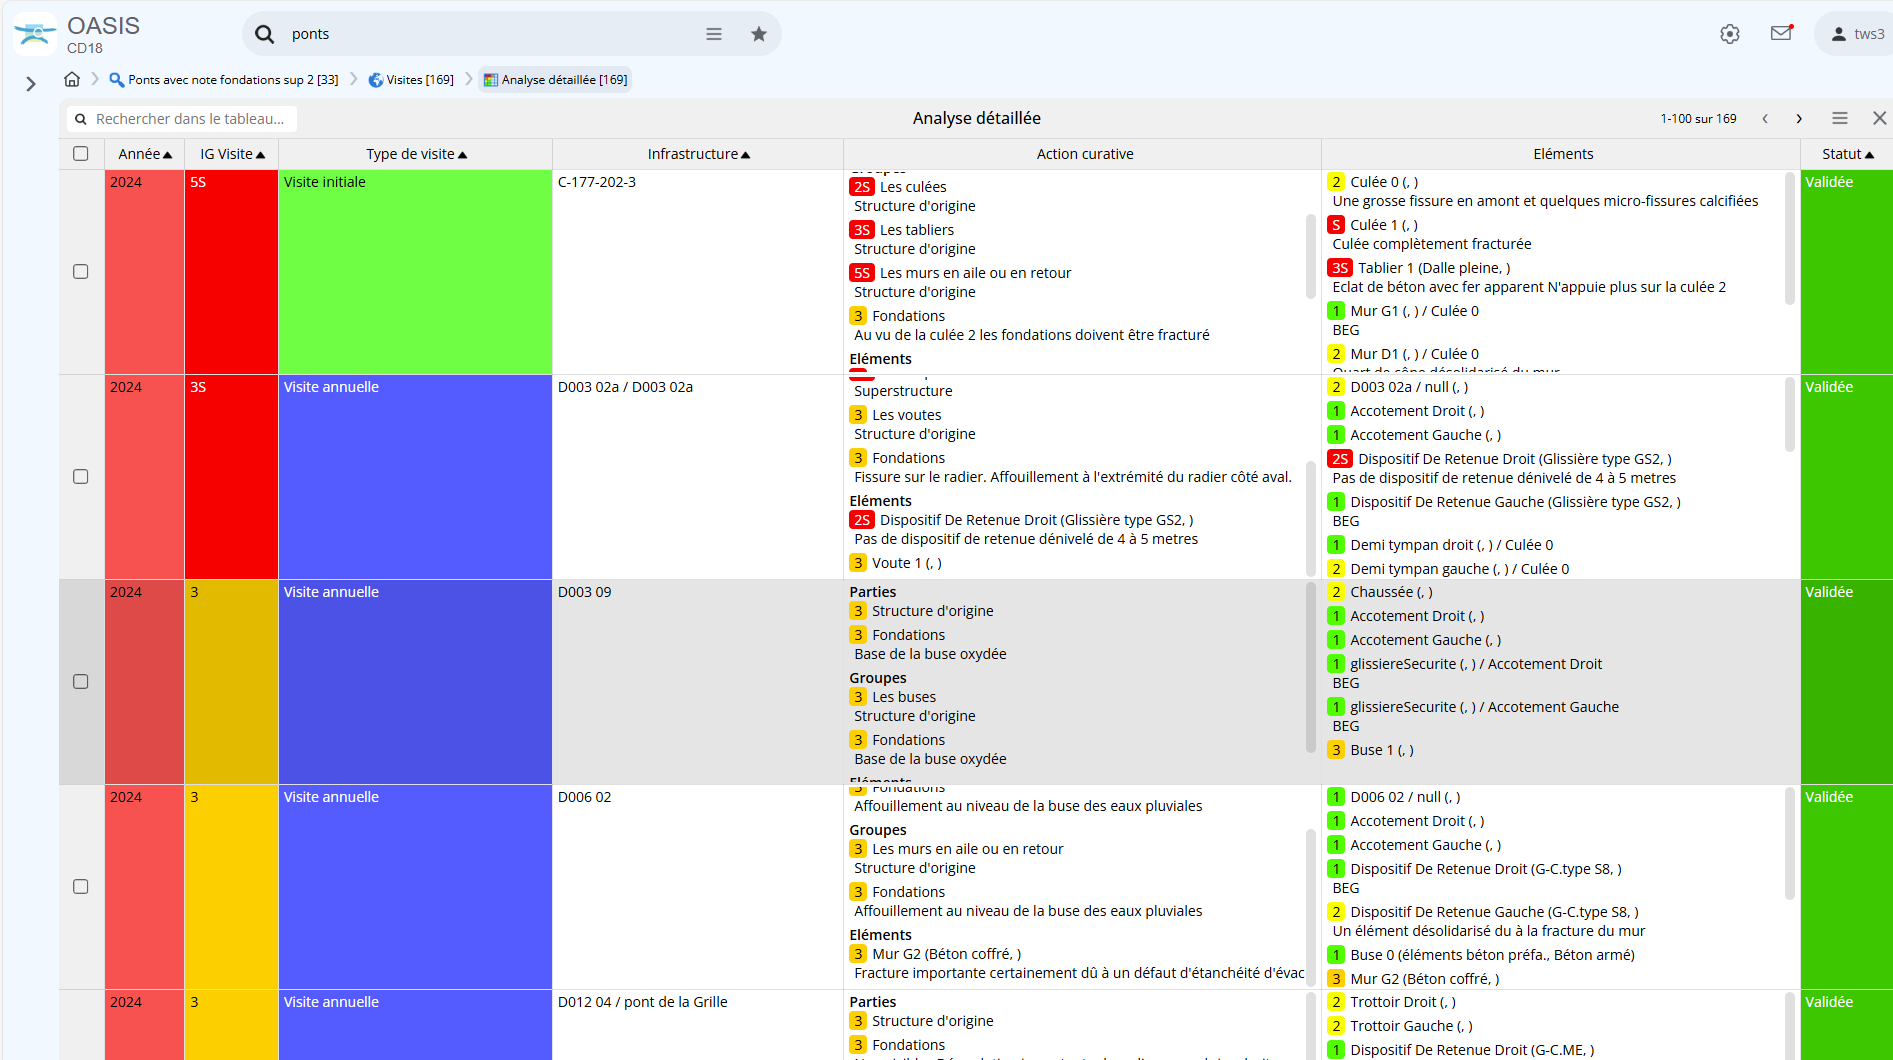 OASIS
CD18
ponts
tws3
Ponts avec note fondations sup 2 [33]
Visites [169]
Analyse détaillée [169]
Rechercher dans le tableau...
Analyse détaillée
1-100 sur 169
Année
IG Visite
Type de visite
Infrastructure
Action curative
Eléments
Statut
2024
5S
Visite initiale
C-177-202-3
Groupes
2S Les culées
Structure d'origine
3S Les tabliers
Structure d'origine
5S Les murs en aile ou en retour
Structure d'origine
3 Fondations
Au vu de la culée 2 les fondations doivent être fracturé
Eléments
2 Culée 0 (, )
Une grosse fissure en amont et quelques micro-fissures calcifiées
S Culée 1 (, )
Culée complètement fracturée
3S Tablier 1 (Dalle pleine, )
Eclat de béton avec fer apparent N'appuie plus sur la culée 2
1 Mur G1 (, ) / Culée 0
BEG
2 Mur D1 (, ) / Culée 0
Quart de cône désolidarisé du mur
Validée
2024
3S
Visite annuelle
D003 02a / D003 02a
Superstructure
3 Les voutes
Structure d'origine
3 Fondations
Fissure sur le radier. Affouillement à l'extrémité du radier côté aval.
Eléments
2S Dispositif De Retenue Droit (Glissière type GS2, )
Pas de dispositif de retenue dénivelé de 4 à 5 metres
3 Voute 1 (, )
2 D003 02a / null (, )
1 Accotement Droit (, )
1 Accotement Gauche (, )
2S Dispositif De Retenue Droit (Glissière type GS2, )
Pas de dispositif de retenue dénivelé de 4 à 5 metres
1 Dispositif De Retenue Gauche (Glissière type GS2, )
BEG
1 Demi tympan droit (, ) / Culée 0
2 Demi tympan gauche (, ) / Culée 0
Validée
2024
3
Visite annuelle
D003 09
Parties
3 Structure d'origine
3 Fondations
Base de la buse oxydée
Groupes
3 Les buses
Structure d'origine
3 Fondations
Base de la buse oxydée
Eléments
2 Chaussée (, )
1 Accotement Droit (, )
1 Accotement Gauche (, )
1 glissiereSecurite (, ) / Accotement Droit
BEG
1 glissiereSecurite (, ) / Accotement Gauche
BEG
3 Buse 1 (, )
Validée
2024
3
Visite annuelle
D006 02
3 Fondations
Affouillement au niveau de la buse des eaux pluviales
Groupes
3 Les murs en aile ou en retour
Structure d'origine
3 Fondations
Affouillement au niveau de la buse des eaux pluviales
Eléments
3 Mur G2 (Béton coffré, )
Fracture importante certainement dû à un défaut d'étanchéité d'évac
1 D006 02 / null (, )
1 Accotement Droit (, )
1 Accotement Gauche (, )
1 Dispositif De Retenue Droit (G-C.type S8, )
BEG
2 Dispositif De Retenue Gauche (G-C.type S8, )
Un élément désolidarisé du à la fracture du mur
1 Buse 0 (éléments béton préfa., Béton armé)
3 Mur G2 (Béton coffré, )
Validée
2024
3
Visite annuelle
D012 04 / pont de la Grille
Parties
3 Structure d'origine
3 Fondations
2 Trottoir Droit (, )
2 Trottoir Gauche (, )
1 Dispositif De Retenue Droit (G-C.ME, )
Validée